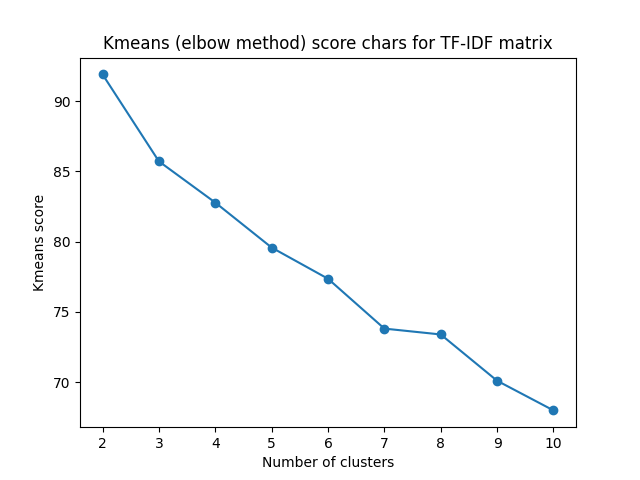 Kmeans (elbow method) score chars for TF-IDF matrix
90
85
80
75
70
Kmeans score
2 3 4 5 6 7 8 9 10
Number of clusters